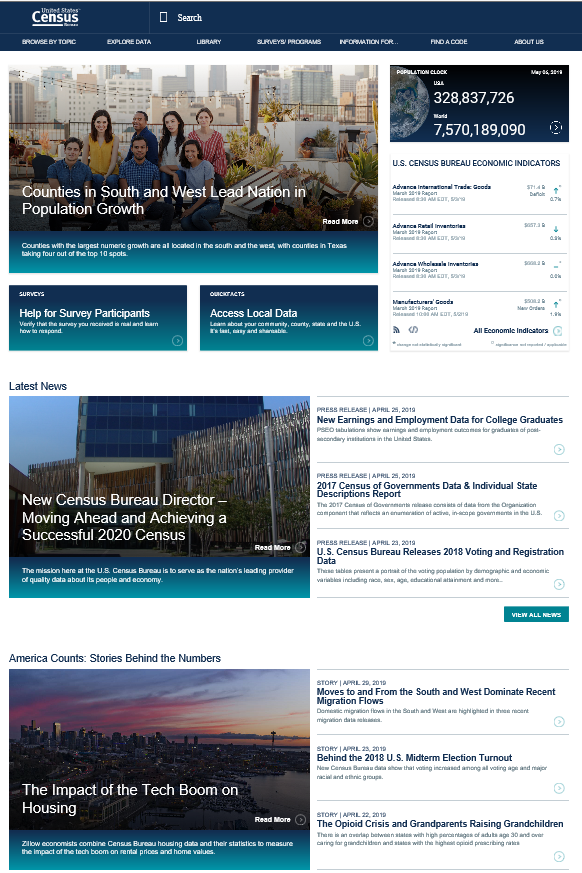 United States
Census
Bureau
Search
BROWSE BY TOPIC
EXPLORE DATA
LIBRARY
SURVEYS/ PROGRAMS
INFORMATION FOR...
FIND A CODE
ABOUT US
Counties in South and West Lead Nation in
Population Growth
Read More
Counties with the largest numeric growth are all located in the south and the west, with counties in Texas
taking four out of the top 10 spots.
POPULATION CLOCK
May 06, 2019
USA
328,837,726
World
7,570,189,090
U.S. CENSUS BUREAU ECONOMIC INDICATORS
Advance International Trade: Goods
March 2019 Report
Released 8:30 AM EDT, 5/3/19
$71.4 B
Deficit
0.7%
Advance Retail Inventories
March 2019 Report
Released 8:30 AM EDT, 5/3/19
Advance Wholesale Inventories
March 2019 Report
Released 8:30 AM EDT, 5/3/19
0.0%
Manufacturers' Goods
March 2019 Report
Released 10:00 AM EDT, 5/2/19
New Orders
1.9%
All Economic Indicators
* change not statistically significant
SURVEYS
Help for Survey Participants
Verify that the survey you received is real and learn
how to respond.
QUICKFACTS
Access Local Data
Learn about your community, county, state and the U.S.
It's fast, easy and shareable.
Latest News
New Census Bureau Director –
Moving Ahead and Achieving a
Successful 2020 Census
Read More
The mission here at the U.S. Census Bureau is to serve as the nation's leading provider
of quality data about its people and economy.
PRESS RELEASE | APRIL 25, 2019
New Earnings and Employment Data for College Graduates
PSEO tabulations show earnings and employment outcomes for graduates of post-
secondary institutions in the United States.
PRESS RELEASE | APRIL 25, 2019
2017 Census of Governments Data & Individual State
Descriptions Report
The 2017 Census of Governments release consists of data from the Organization
component that reflects an enumeration of active, in-scope governments in the U.S.
PRESS RELEASE | APRIL 23, 2019
U.S. Census Bureau Releases 2018 Voting and Registration
Data
These tables present a portrait of the voting population by demographic and economic
variables including race, sex, age, educational attainment and more..
VIEW ALL NEWS
America Counts: Stories Behind the Numbers
The Impact of the Tech Boom on
Housing
Read More
Zillow economists combine Census Bureau housing data and their statistics to measure
the impact of the tech boom on rental prices and home values.
STORY | APRIL 29, 2019
Moves to and From the South and West Dominate Recent
Migration Flows
Domestic migration flows in the South and West are highlighted in three recent
migration data releases.
STORY | APRIL 23, 2019
Behind the 2018 U.S. Midterm Election Turnout
New Census Bureau data show that voting increased among all voting age and major
racial and ethnic groups.
STORY | APRIL 22, 2019
The Opioid Crisis and Grandparents Raising Grandchildren
There is an overlap between states with high percentages of adults age 30 and over
caring for grandchildren and states with the highest opioid prescribing rates